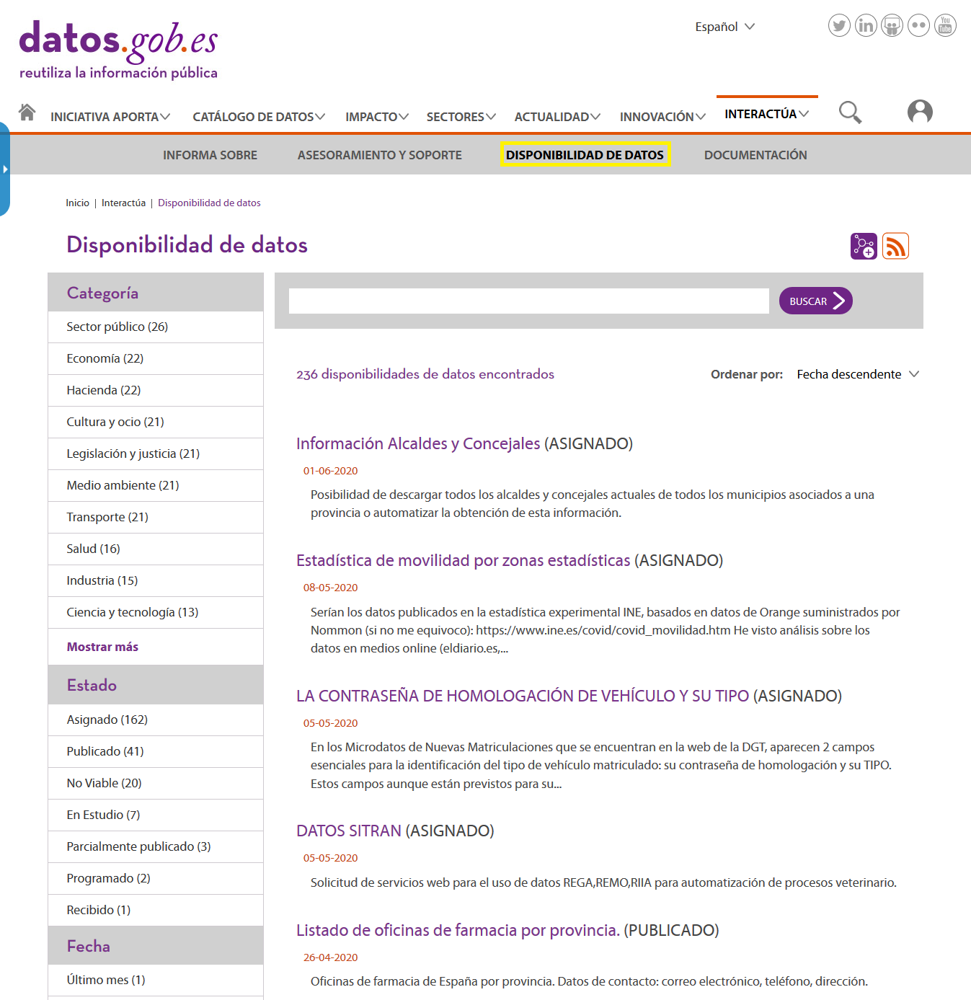 datos.gob.es
reutiliza la información pública
Español
You
Tube
INICIATIVA APORTA
CATÁLOGO DE DATOS
IMPACTO
SECTORES
ACTUALIDAD
INNOVACIÓN
INTERACTÚA
INFORMA SOBRE
ASESORAMIENTO Y SOPORTE
DISPONIBILIDAD DE DATOS
DOCUMENTACIÓN
Inicio | Interactúa | Disponibilidad de datos
Disponibilidad de datos
Categoría
Sector público (26)
Economía (22)
Hacienda (22)
Cultura y ocio (21)
Legislación y justicia (21)
Medio ambiente (21)
Transporte (21)
Salud (16)
Industria (15)
Ciencia y tecnología (13)
Mostrar más
Estado
Asignado (162)
Publicado (41)
No Viable (20)
En Estudio (7)
Parcialmente publicado (3)
Programado (2)
Recibido (1)
Fecha
Último mes (1)
BUSCAR
236 disponibilidades de datos encontrados
Ordenar por: Fecha descendente
Información Alcaldes y Concejales (ASIGNADO)
01-06-2020
Posibilidad de descargar todos los alcaldes y concejales actuales de todos los municipios asociados a una
provincia o automatizar la obtención de esta información.
Estadística de movilidad por zonas estadísticas (ASIGNADO)
08-05-2020
Serían los datos publicados en la estadística experimental INE, basados en datos de Orange suministrados por
Nommon (si no me equivoco): https://www.ine.es/covid/covid_movilidad.htm He visto análisis sobre los
datos en medios online (eldiario.es,...
LA CONTRASEÑA DE HOMOLOGACIÓN DE VEHÍCULO Y SU TIPO (ASIGNADO)
05-05-2020
En los Microdatos de Nuevas Matriculaciones que se encuentran en la web de la DGT, aparecen 2 campos
esenciales para la identificación del tipo de vehículo matriculado: su contraseña de homologación y su TIPO.
Estos campos aunque están previstos para su...
DATOS SITRAN (ASIGNADO)
05-05-2020
Solicitud de servicios web para el uso de datos REGA,REMO,RIIA para automatización de procesos veterinario.
Listado de oficinas de farmacia por provincia. (PUBLICADO)
26-04-2020
Oficinas de farmacia de España por provincia. Datos de contacto: correo electrónico, teléfono, dirección.